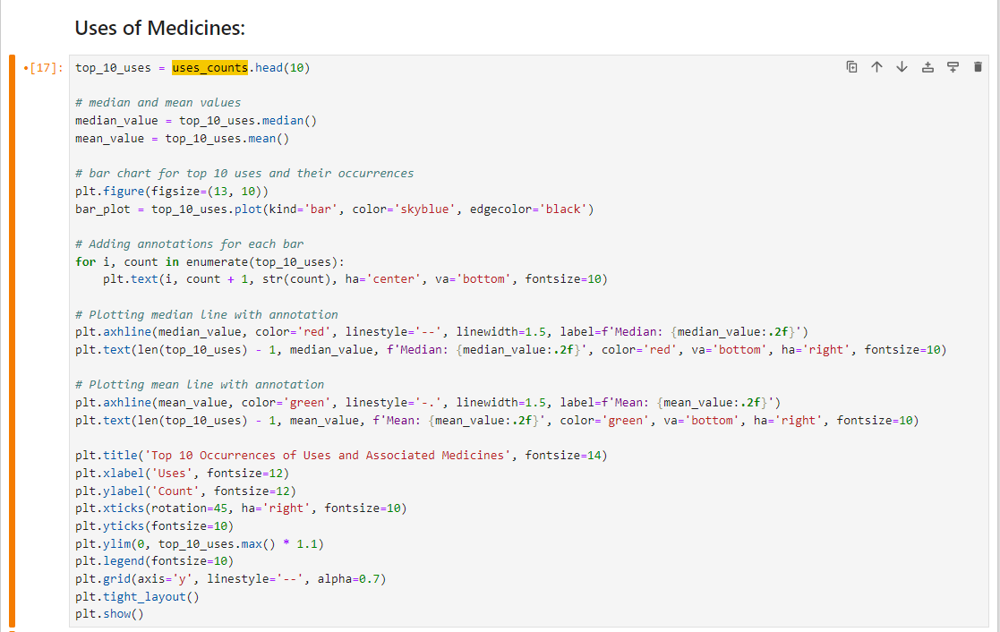 Uses of Medicines:
•[17]: top_10_uses = uses_counts.head(10)
# median and mean values
median_value = top_10_uses.median()
mean_value = top_10_uses.mean()
# bar chart for top 10 uses and their occurrences
plt.figure(figsize=(13, 10))
bar_plot = top_10_uses.plot(kind='bar', color='skyblue', edgecolor='black')
# Adding annotations for each bar
for i, count in enumerate(top_10_uses):
    plt.text(i, count + 1, str(count), ha='center', va='bottom', fontsize=10)
# Plotting median line with annotation
plt.axhline(median_value, color='red', linestyle='--', linewidth=1.5, label=f'Median: {median_value:.2f}')
plt.text(len(top_10_uses) - 1, median_value, f'Median: {median_value:.2f}', color='red', va='bottom', ha='right', fontsize=10)
# Plotting mean line with annotation
plt.axhline(mean_value, color='green', linestyle='-.', linewidth=1.5, label=f'Mean: {mean_value:.2f}')
plt.text(len(top_10_uses) - 1, mean_value, f'Mean: {mean_value:.2f}', color='green', va='bottom', ha='right', fontsize=10)
plt.title('Top 10 Occurrences of Uses and Associated Medicines', fontsize=14)
plt.xlabel('Uses', fontsize=12)
plt.ylabel('Count', fontsize=12)
plt.xticks(rotation=45, ha='right', fontsize=10)
plt.yticks(fontsize=10)
plt.ylim(0, top_10_uses.max() * 1.1)
plt.legend(fontsize=10)
plt.grid(axis='y', linestyle='--', alpha=0.7)
plt.tight_layout()
plt.show()